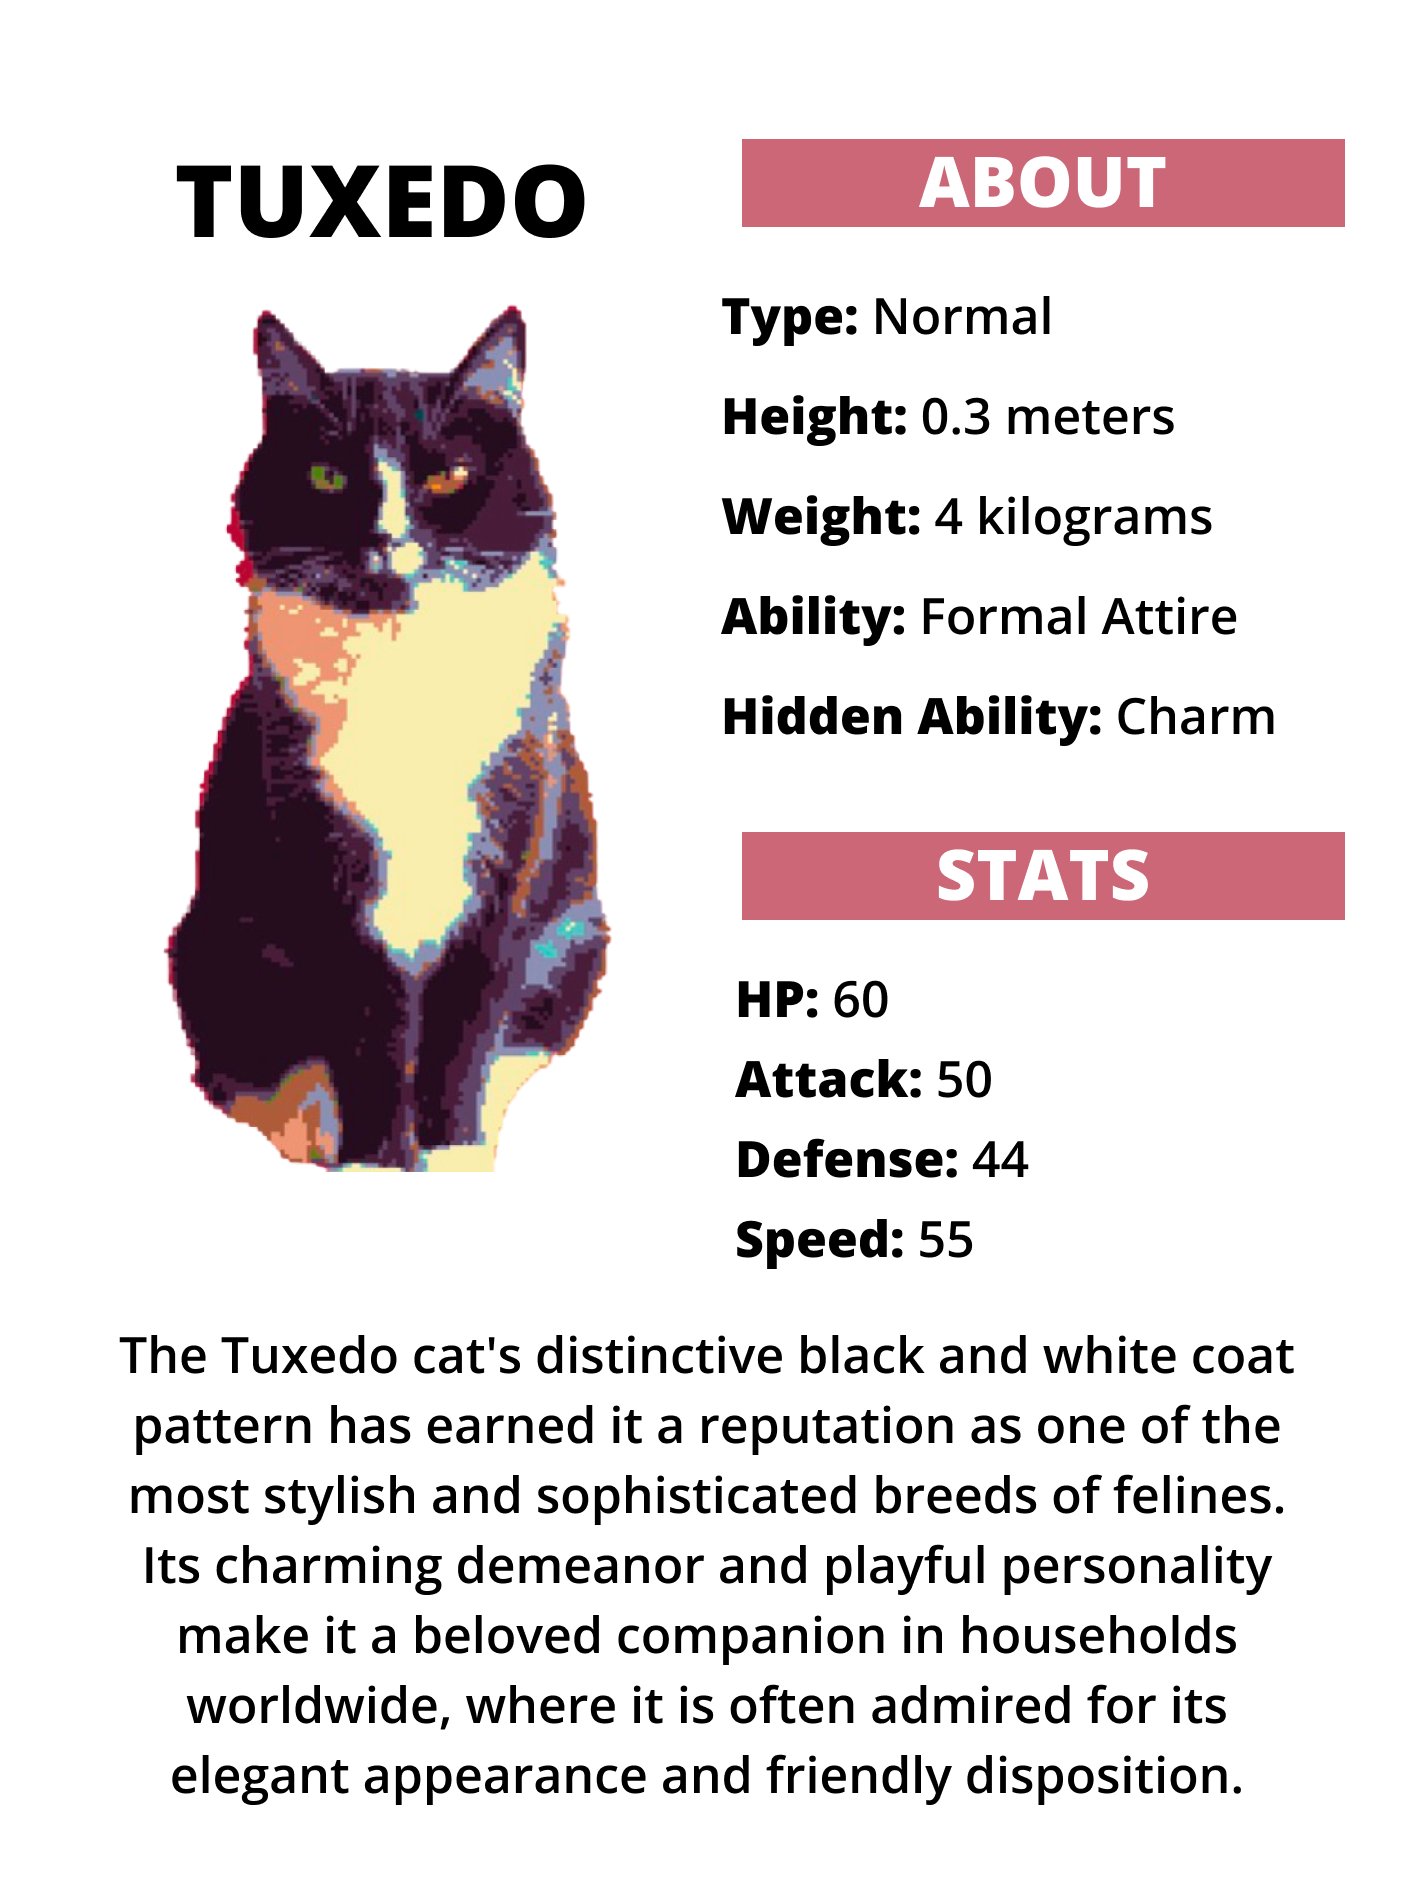 TUXEDO
ABOUT
Type: Normal
Height: 0.3 meters
Weight: 4 kilograms
Ability: Formal Attire
Hidden Ability: Charm
STATS
HP: 60
Attack: 50
Defense: 44
Speed: 55
The Tuxedo cat's distinctive black and white coat
pattern has earned it a reputation as one of the
most stylish and sophisticated breeds of felines.
Its charming demeanor and playful personality
make it a beloved companion in households
worldwide, where it is often admired for its
elegant appearance and friendly disposition.